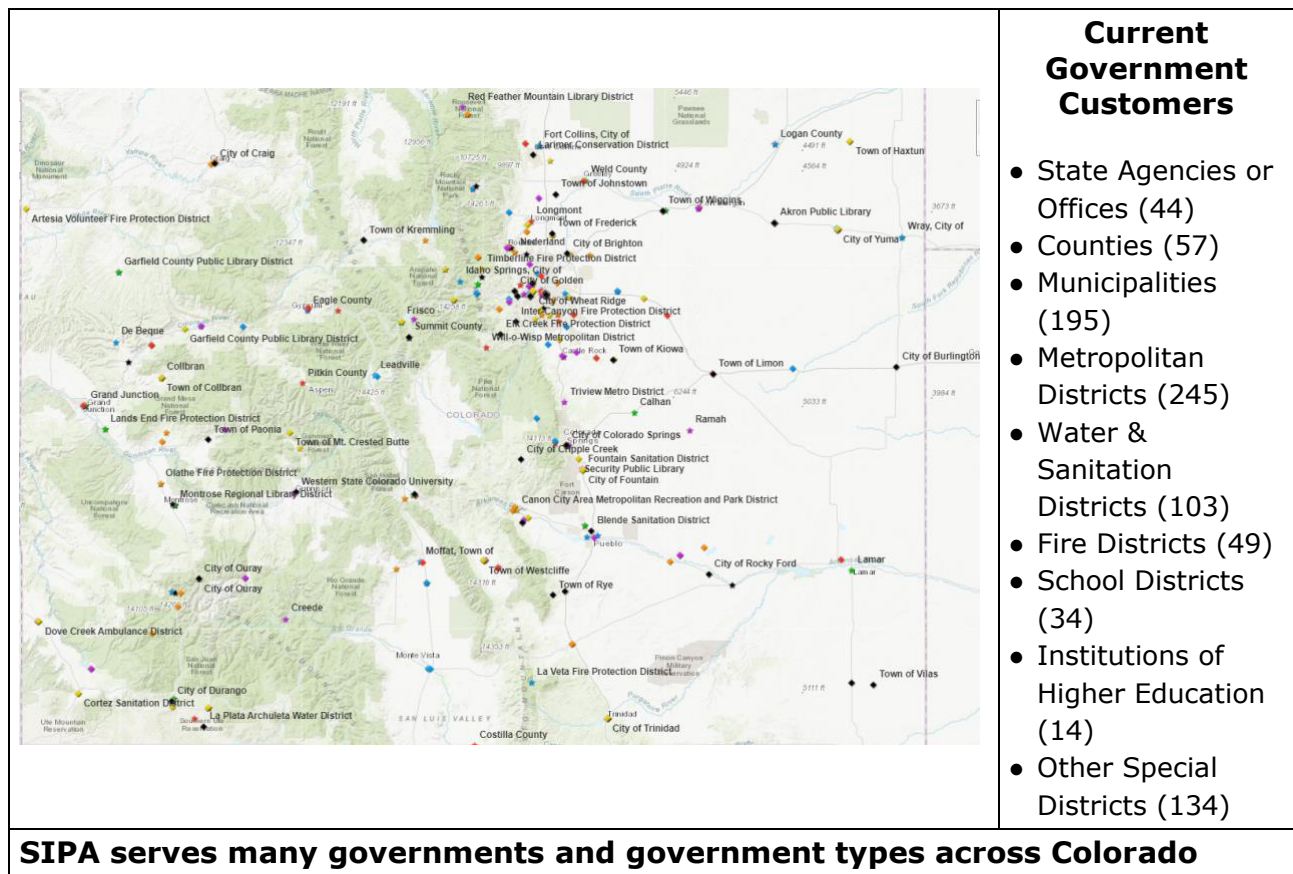 Red Feather Mountain Library District
Fort Collins, City of
Larimer Conservation District
Logan County
Town of Haxtun
City of Craig
Weld County
Town of Johnstown
Artesia Volunteer Fire Protection District
Longmont
Town of Frederick
Town of Wiggins
Akron Public Library
City of Yuma
Wray, City of
Town of Kremmling
Nederland
City of Brighton
Timberline Fire Protection District
Garfield County Public Library District
Idaho Springs, City of
City of Golden
Eagle County
Frisco
City of Wheat Ridge
Inter-Canyon Fire Protection District
Summit County
Elk Creek Fire Protection District
De Beque
Garfield County Public Library District
Will-o-Wisp Metropolitan District
Castle Rock
Town of Kiowa
Town of Limon
City of Burlington
Collbran
Pitkin County
Leadville
Town of Collbran
Aspen
Grand Junction
Grand
Junction
Triview Metro District
Calhan
COLORADO
Lands End Fire Protection District
Ramah
Town of Paonia
Town of Mt. Crested Butte
City of Colorado Springs
City of Cripple Creek
Fountain Sanitation District
Security Public Library
City of Fountain
Olathe Fire Protection District
Western State Colorado University
Montrose Regional Library District
Canon City Area Metropolitan Recreation and Park District
Blende Sanitation District
Pueblo
Moffat, Town of
Town of Westcliffe
City of Rocky Ford
Lamar
Lamar
City of Ouray
City of Ouray
Town of Rye
Creede
Dove Creek Ambulance District
Monte Vista
La Veta Fire Protection District
Town of Vilas
City of Durango
Cortez Sanitation District
La Plata Archuleta Water District
SAN LUIS VALLEY
Trinidad
City of Trinidad
Costilla County
Current
Government
Customers
● State Agencies or
Offices (44)
● Counties (57)
● Municipalities
(195)
● Metropolitan
Districts (245)
● Water &
Sanitation
Districts (103)
● Fire Districts (49)
● School Districts
(34)
● Institutions of
Higher Education
(14)
● Other Special
Districts (134)
SIPA serves many governments and government types across Colorado